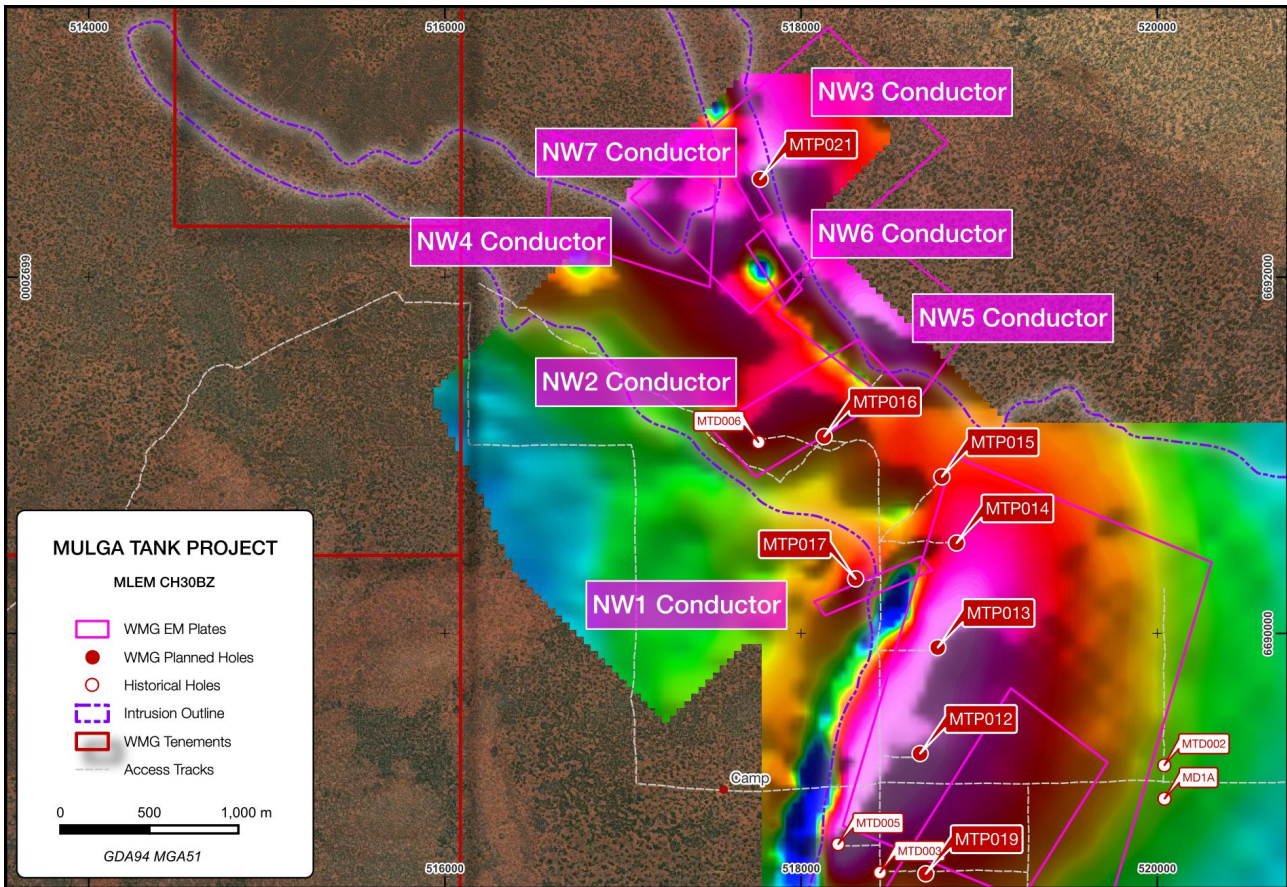 514000
516000
518000
520000
NW3 Conductor
MTP021
NW7 Conductor
NW4 Conductor
NW6 Conductor
6692000
6692000
NW5 Conductor
NW2 Conductor
MTP016
MTD006
MTP015
MTP014
MTP017
NW1 Conductor
MTP013
6690000
MTP012
MTD002
MD1A
Camp
MTD005
MTD003
MTP019
516000
518000
520000
MULGA TANK PROJECT
MLEM CH30BZ
WMG EM Plates
WMG Planned Holes
Historical Holes
Intrusion Outline
WMG Tenements
Access Tracks
0 500 1,000 m
GDA94 MGA51